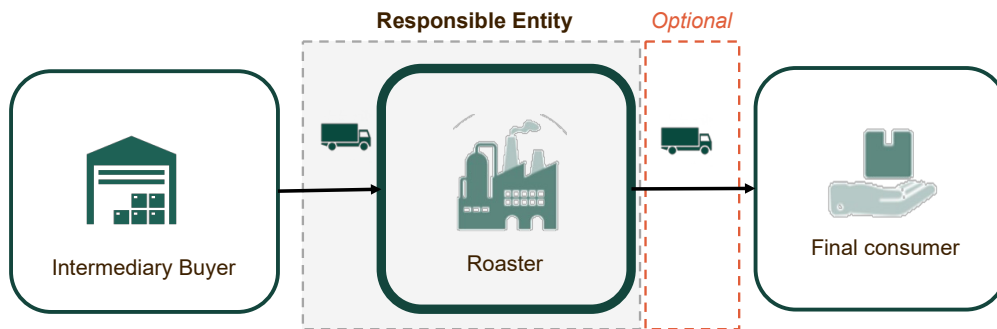 Responsible Entity
Optional
Intermediary Buyer
Roaster
Final consumer